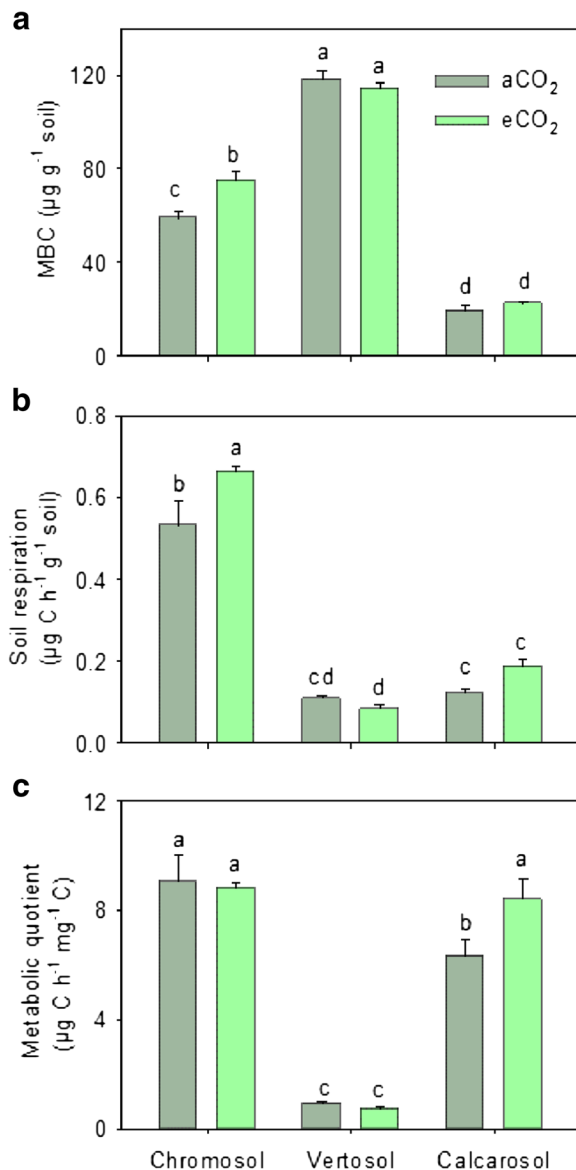 a
MBC (µg g⁻¹ soil)
120
80
40
0
a a
b
c
d d
aCO₂
eCO₂
b
Soil respiration
(µg C h⁻¹ g⁻¹ soil)
0.8
0.6
0.4
0.2
0.0
a
b
cd d c c
c
Metabolic quotient
(µg C h⁻¹ mg⁻¹ C)
12
8
4
0
a a a
b
c c
Chromosol Vertosol Calcarosol